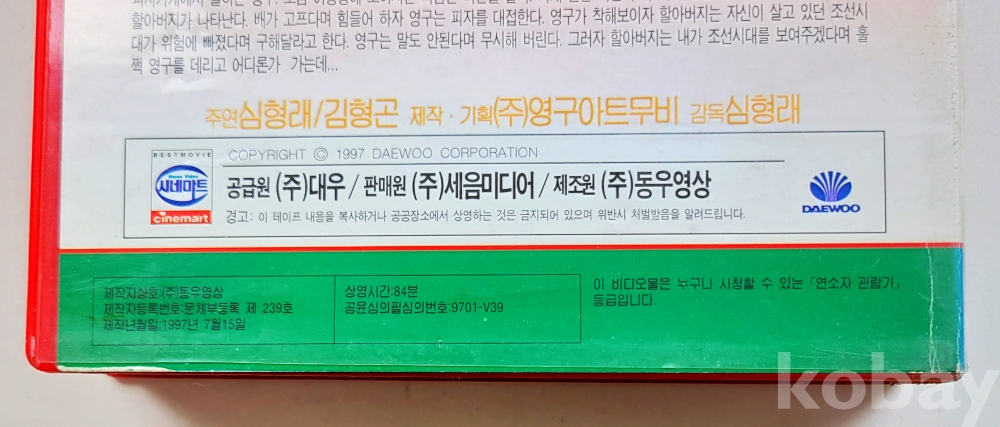 할아버지가 나타난다. 배가 고프다며 힘들어 하자 영구는 피자를 대접한다. 영구가 착해보이자 할아버지는 자신이 살고 있던 조선시
대가 위험에 빠졌다며 구해달라고 한다. 영구는 말도 안된다며 무시해 버린다. 그러자 할아버지는 내가 조선시대를 보여주겠다며 훌
쩍 영구를 데리고 어디론가 가는데...
주연심형래/김형곤 제작·기획(주)영구아트무비 감독심형래
BESTMOVIE
Home Video
시네마트
cinemart
COPYRIGHT © 1997 DAEWOO CORPORATION
공급원 (주)대우/판매원 (주)세음미디어/제조원 (주)동우영상
경고: 이 테이프 내용을 복사하거나 공공장소에서 상영하는 것은 금지되어 있으며 위반시 처벌받음을 알려드립니다.
DAEWOO
제작자상호:(주)동우영상
제작자등록번호:문체부등록 제 239호
제작년월일:1997년 7월15일
상영시간:84분
공윤심의필심의번호:9701-V39
이 비디오물은 누구나 시청할 수 있는 「연소자 관람가」
등급입니다.
kobay